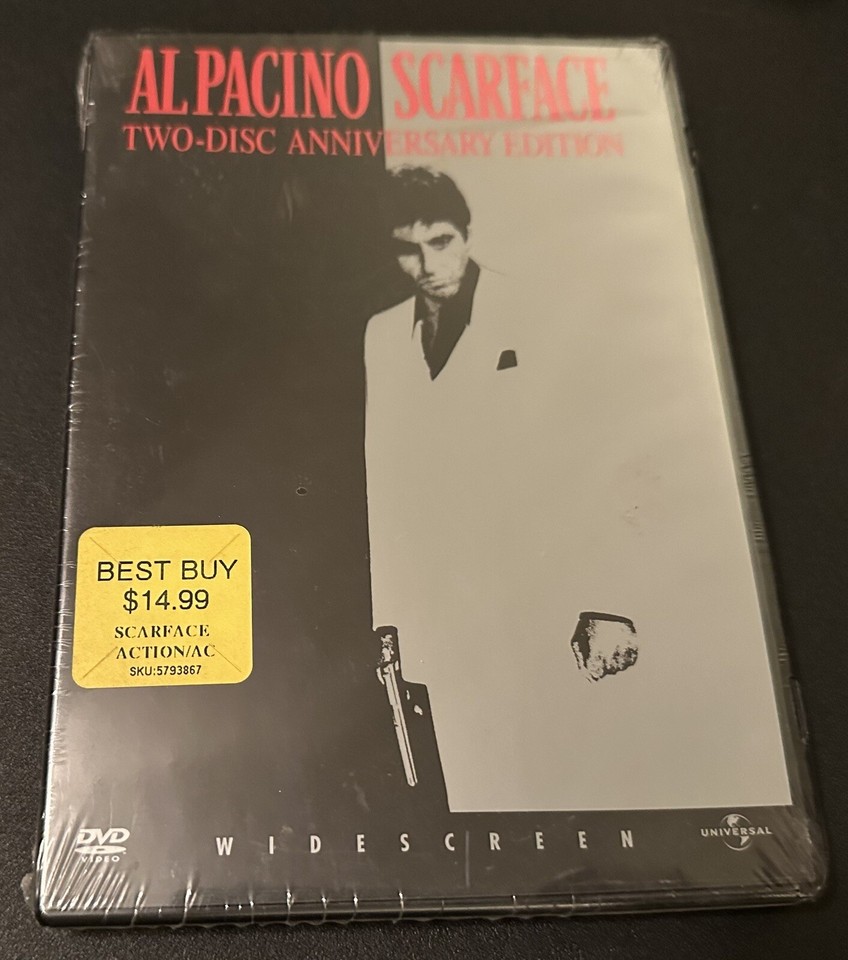 AL PACINO SCARFACE
TWO-DISC ANNIVERSARY EDITION
BEST BUY
$14.99
SCARFACE
ACTION/AC
SKU:5793867
DVD
VIDEO
WIDESCREEN
UNIVERSAL